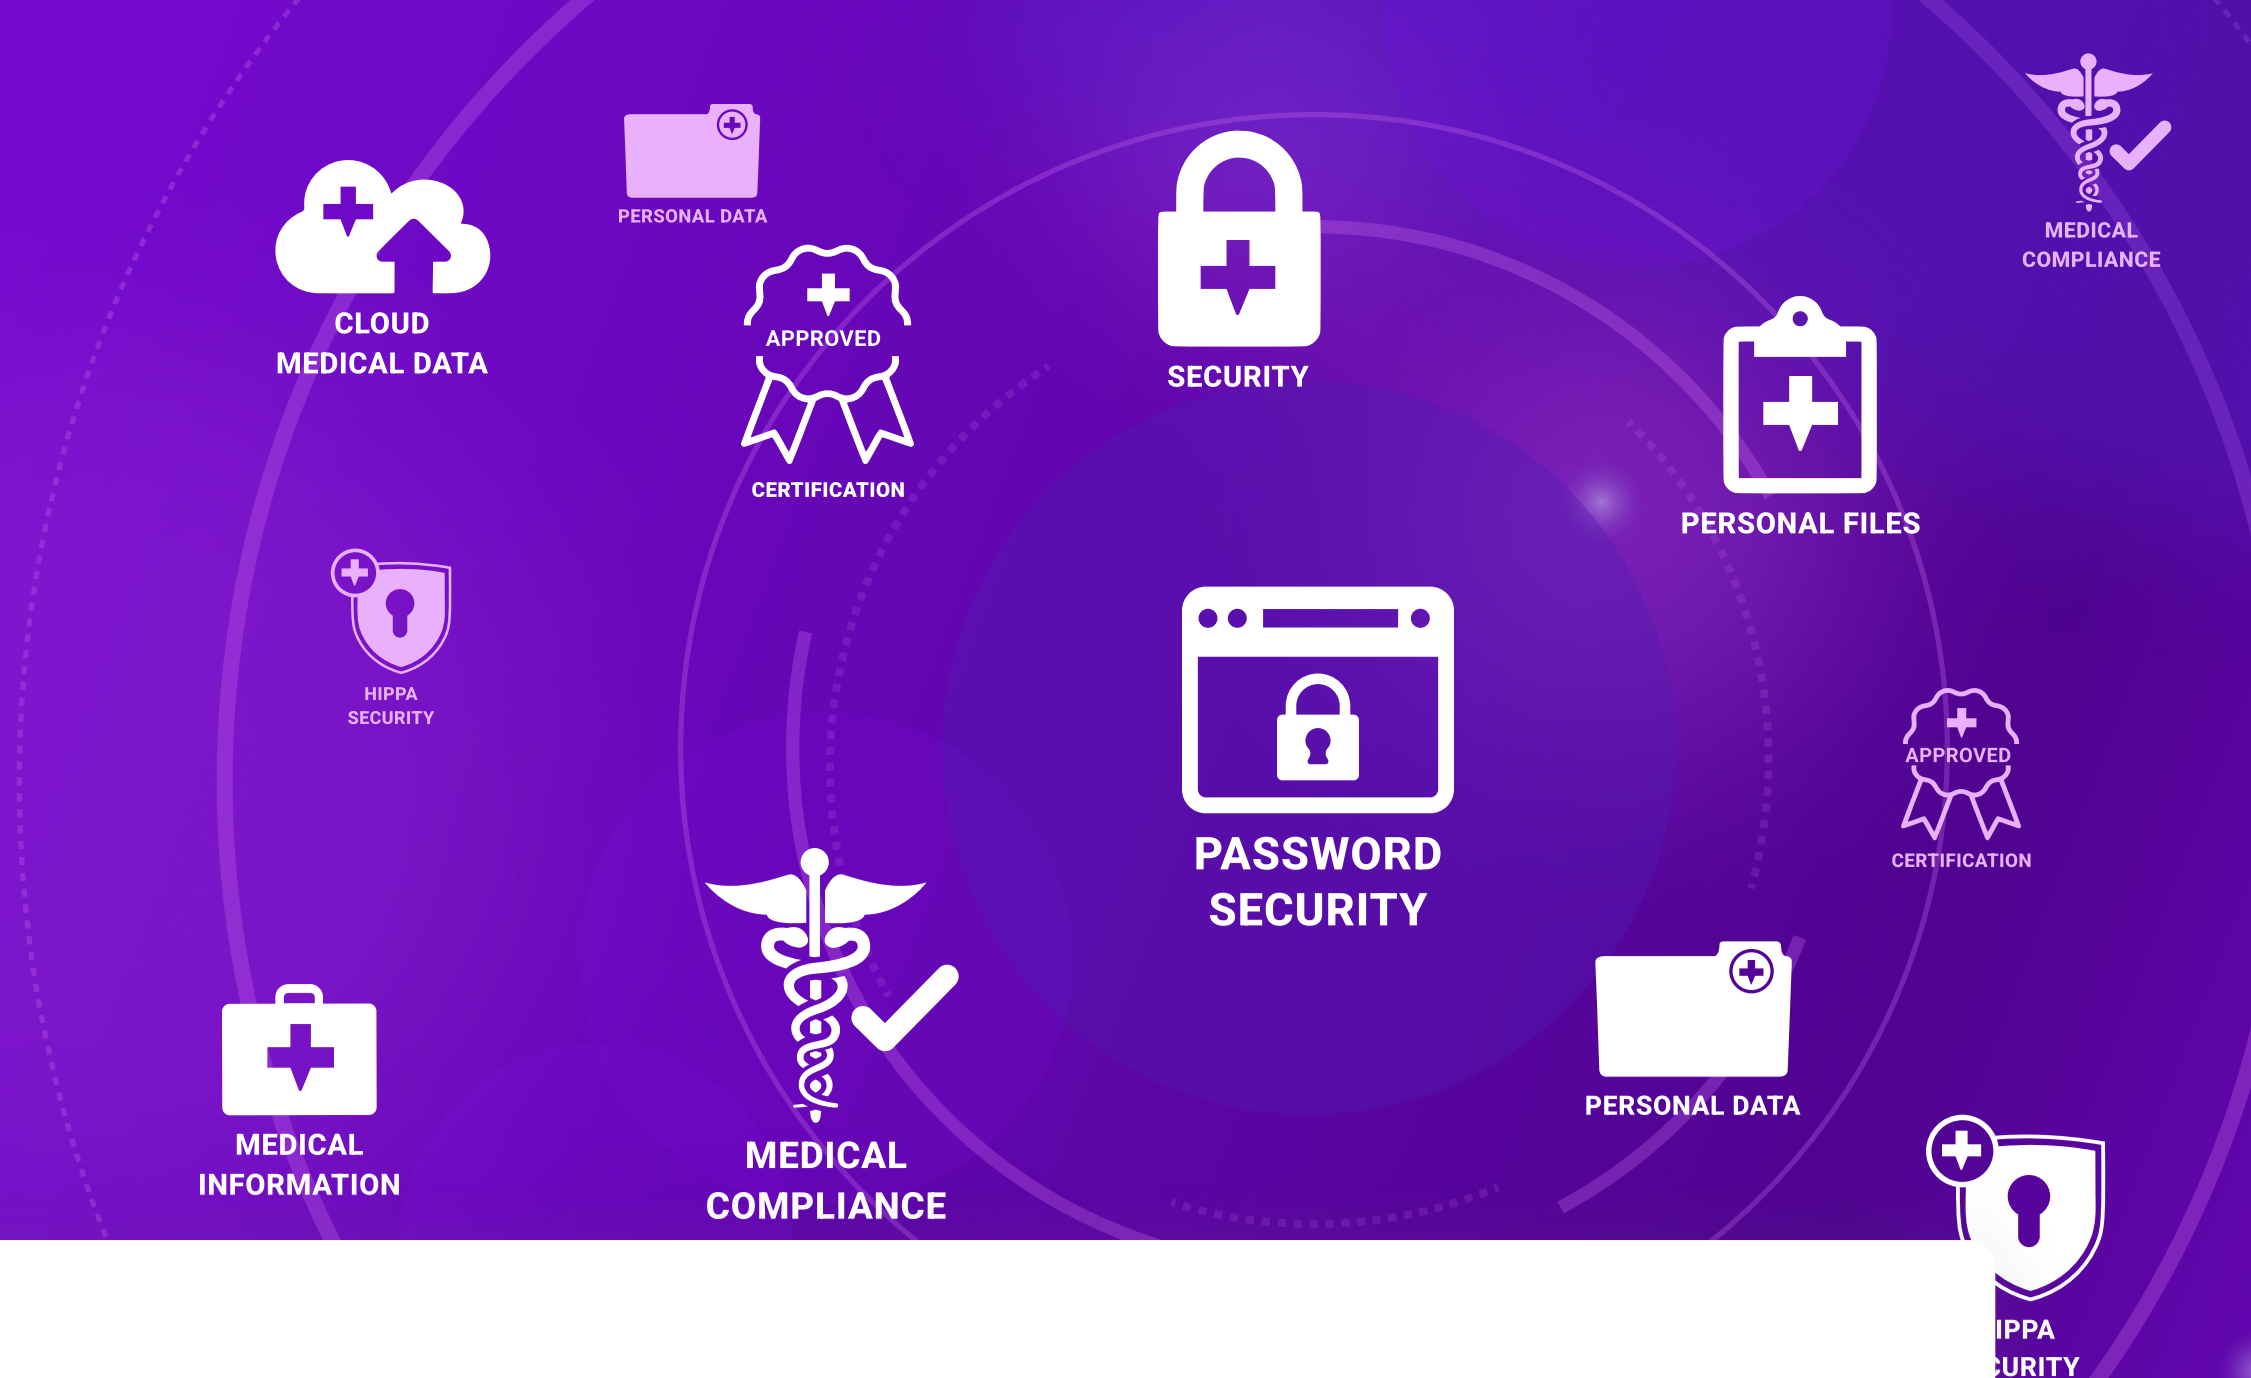 MEDICAL
COMPLIANCE
PERSONAL DATA
CLOUD
MEDICAL DATA
APPROVED
CERTIFICATION
SECURITY
PERSONAL FILES
HIPPA
SECURITY
APPROVED
CERTIFICATION
PASSWORD
SECURITY
PERSONAL DATA
MEDICAL
INFORMATION
MEDICAL
COMPLIANCE
IPPA
CURITY